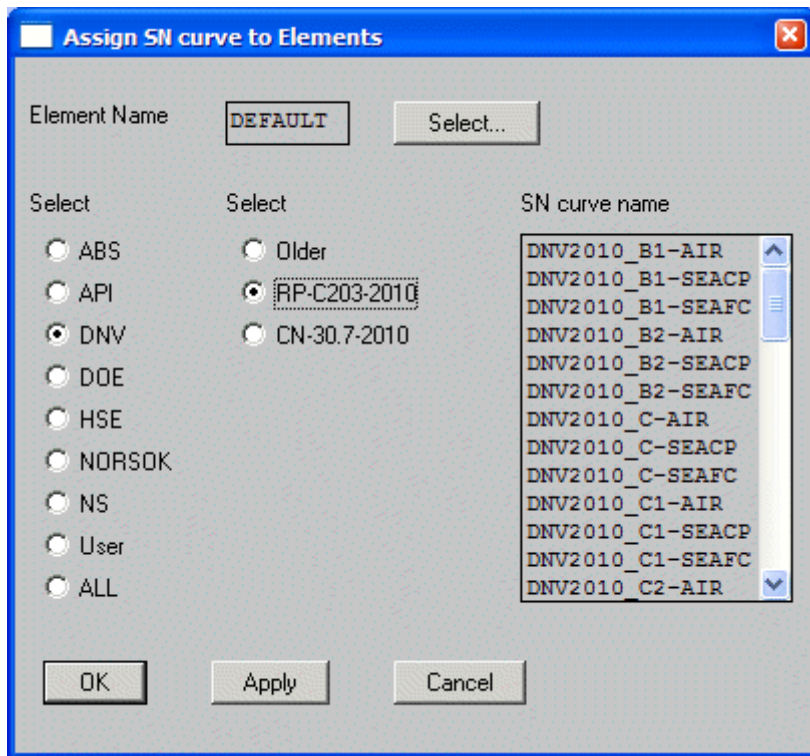 Assign SN curve to Elements
Element Name
DEFAULT
Select...
Select
ABS
API
DNV
DOE
HSE
NORSOK
NS
User
ALL
Select
Older
RP-C203-2010
CN-30.7-2010
SN curve name
DNV2010_B1-AIR
DNV2010_B1-SEACP
DNV2010_B1-SEAFC
DNV2010_B2-AIR
DNV2010_B2-SEACP
DNV2010_B2-SEAFC
DNV2010_C-AIR
DNV2010_C-SEACP
DNV2010_C-SEAFC
DNV2010_C1-AIR
DNV2010_C1-SEACP
DNV2010_C1-SEAFC
DNV2010_C2-AIR
OK
Apply
Cancel